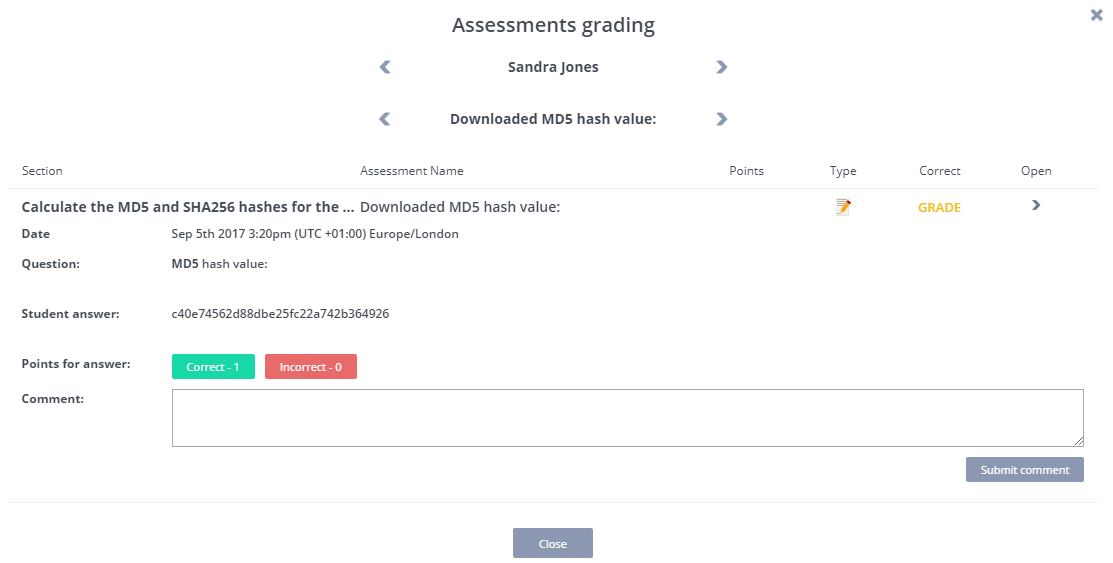 Assessments grading
Sandra Jones
Downloaded MD5 hash value:
Section Assessment Name Points Type Correct Open
Calculate the MD5 and SHA256 hashes for the ... Downloaded MD5 hash value: GRADE
Date Sep 5th 2017 3:20pm (UTC +01:00) Europe/London
Question: MD5 hash value:
Student answer: c40e74562d88dbe25fc22a742b364926
Points for answer: Correct - 1 Incorrect - 0
Comment:
Submit comment
Close